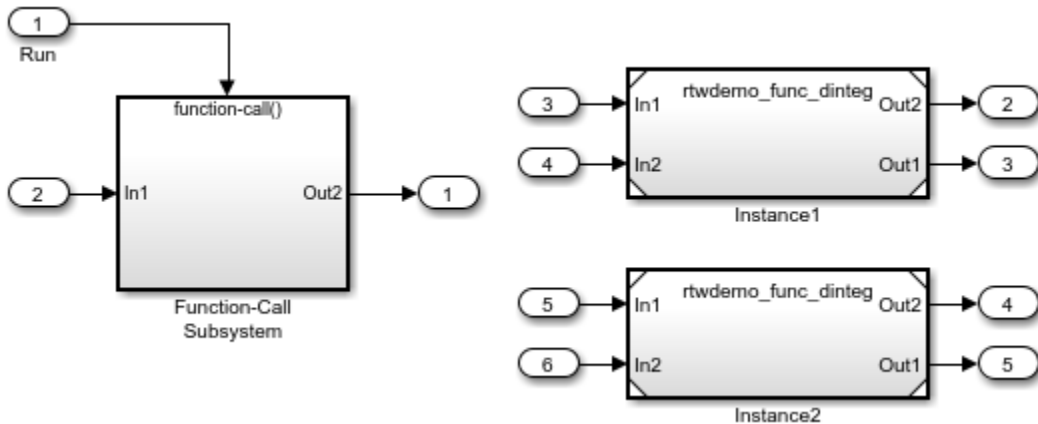 1
Run
function-call()
2
In1
Out2
1
Function-Call
Subsystem
rtwdemo_func_dinteg
3
In1
Out2
2
4
In2
Out1
3
Instance1
rtwdemo_func_dinteg
5
In1
Out2
4
6
In2
Out1
5
Instance2